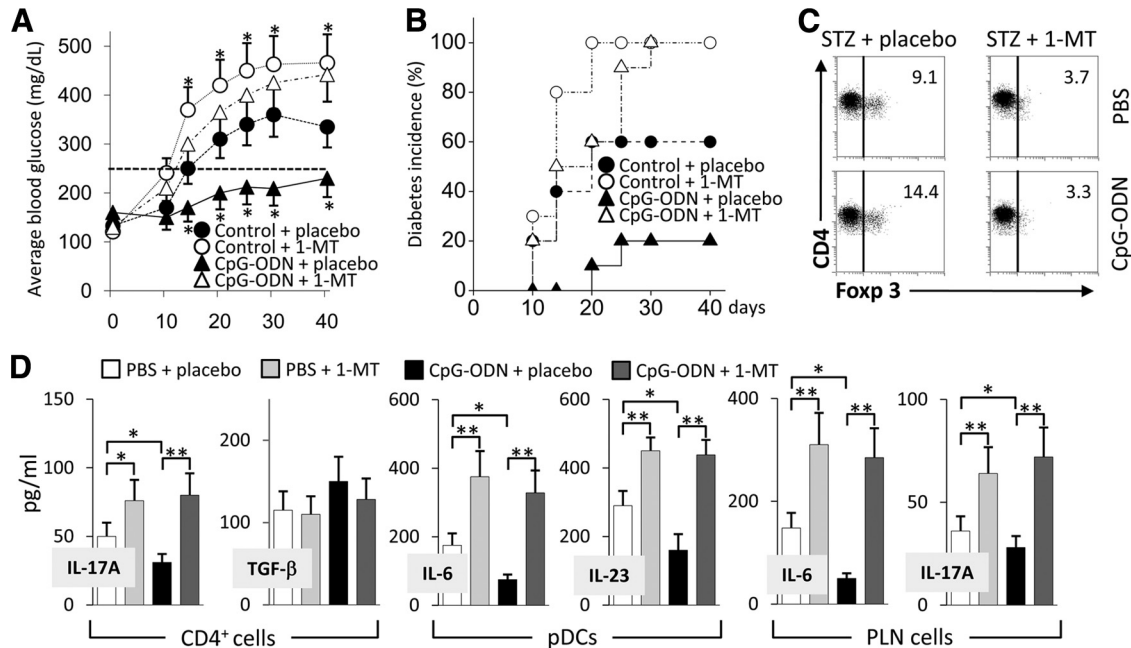 A
Average blood glucose (mg/dL)
500
400
300
200
100
0
*
*
*
*
*
*
*
*
*
*
*
Control + placebo
Control + 1-MT
CpG-ODN + placebo
CpG-ODN + 1-MT
0 10 20 30 40
B
Diabetes incidence (%)
100
80
60
40
20
0
Control + placebo
Control + 1-MT
CpG-ODN + placebo
CpG-ODN + 1-MT
0 10 20 30 40 days
C
STZ + placebo STZ + 1-MT
9.1 3.7
PBS
14.4 3.3
CpG-ODN
CD4
Foxp 3
D
PBS + placebo PBS + 1-MT CpG-ODN + placebo CpG-ODN + 1-MT
pg/ml
150
100
50
0
*
*
**
IL-17A
200
100
0
TGF-β
CD4+ cells
600
400
200
0
*
**
**
IL-6
600
400
200
0
*
**
**
IL-23
pDCs
400
200
0
*
**
**
IL-6
100
50
0
*
**
**
IL-17A
PLN cells